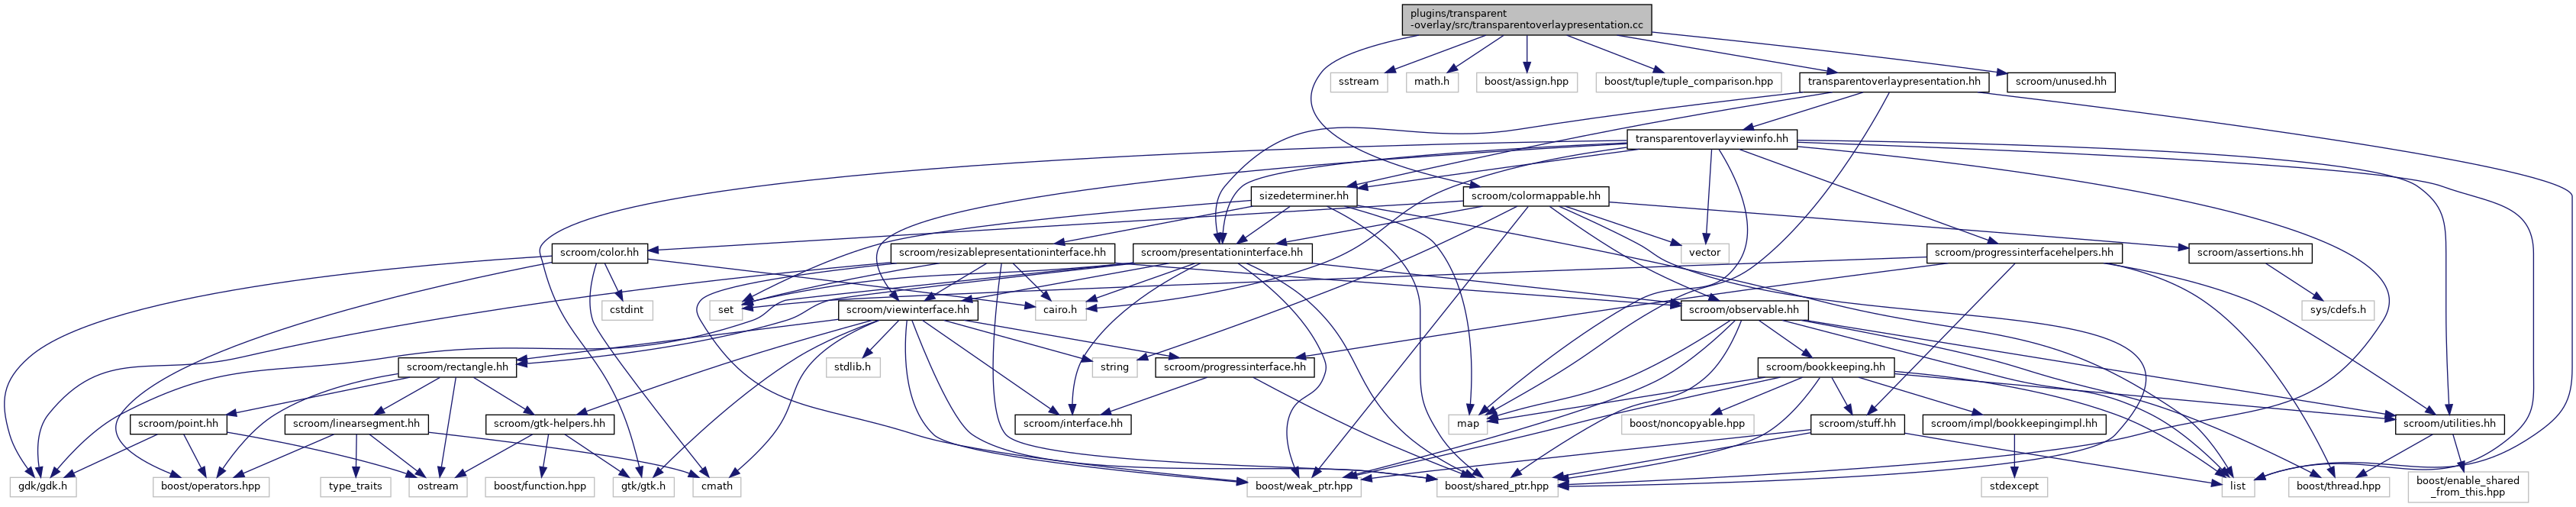 plugins/transparent
-overlay/src/transparentoverlaypresentation.cc
sstream
math.h
boost/assign.hpp
boost/tuple/tuple_comparison.hpp
transparentoverlaypresentation.hh
scroom/unused.hh
transparentoverlayviewinfo.hh
sizedeterminer.hh
scroom/colormappable.hh
scroom/color.hh
scroom/resizablepresentationinterface.hh
scroom/presentationinterface.hh
vector
scroom/progressinterfacehelpers.hh
scroom/assertions.hh
cstdint
set
scroom/viewinterface.hh
cairo.h
scroom/observable.hh
sys/cdefs.h
scroom/rectangle.hh
stdlib.h
string
scroom/progressinterface.hh
scroom/bookkeeping.hh
scroom/point.hh
scroom/linearsegment.hh
scroom/gtk-helpers.hh
scroom/interface.hh
map
boost/noncopyable.hpp
scroom/stuff.hh
scroom/impl/bookkeepingimpl.hh
scroom/utilities.hh
gdk/gdk.h
boost/operators.hpp
type_traits
ostream
boost/function.hpp
gtk/gtk.h
cmath
boost/weak_ptr.hpp
boost/shared_ptr.hpp
stdexcept
list
boost/thread.hpp
boost/enable_shared
_from_this.hpp